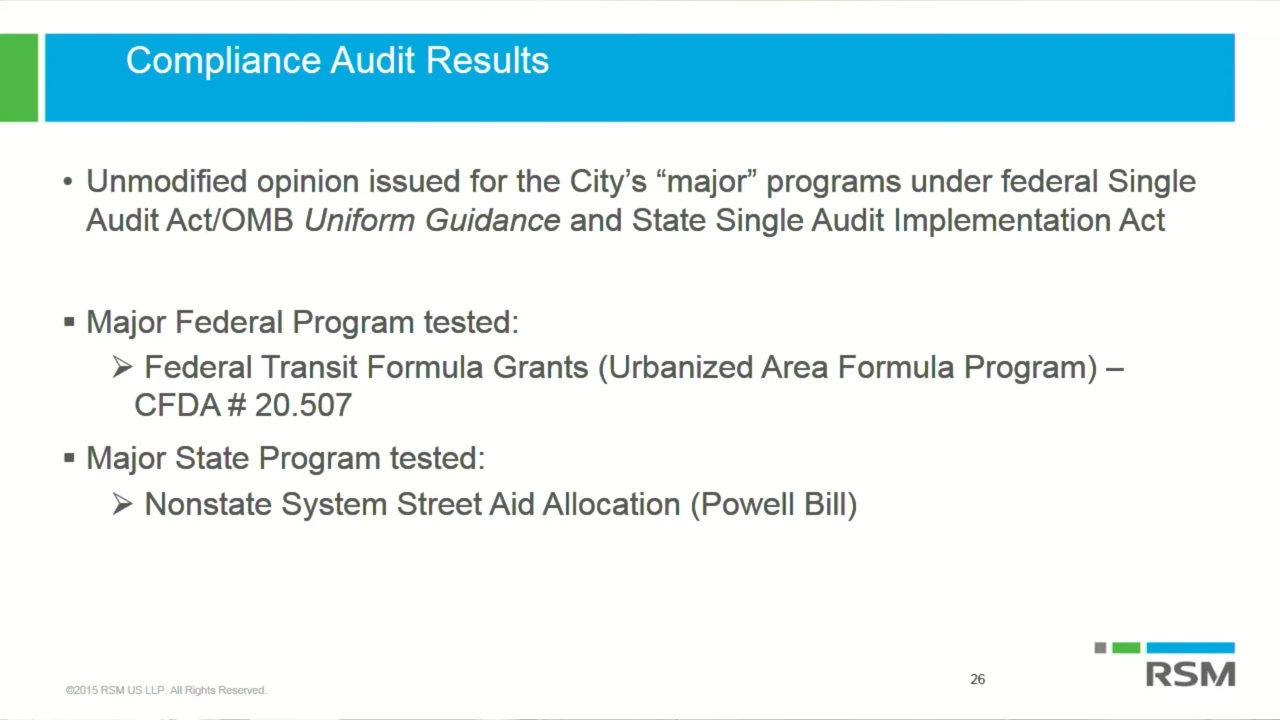 Compliance Audit Results
• Unmodified opinion issued for the City’s “major” programs under federal Single
Audit Act/OMB Uniform Guidance and State Single Audit Implementation Act
▪ Major Federal Program tested:
➢ Federal Transit Formula Grants (Urbanized Area Formula Program) –
CFDA # 20.507
▪ Major State Program tested:
➢ Nonstate System Street Aid Allocation (Powell Bill)
©2015 RSM US LLP. All Rights Reserved.
26
RSM